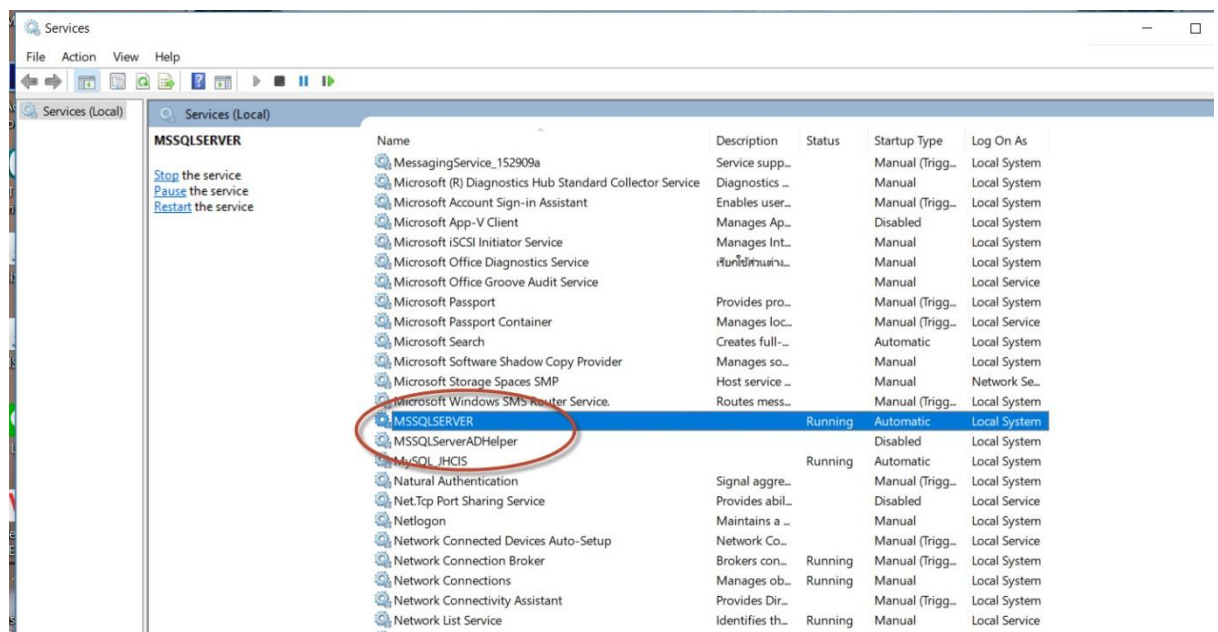 Services
File Action View Help
Services (Local)
Services (Local)
MSSQLSERVER
Stop the service
Pause the service
Restart the service
Name Description Status Startup Type Log On As
MessagingService_152909a Service supp... Manual (Trigg... Local System
Microsoft (R) Diagnostics Hub Standard Collector Service Diagnostics ... Manual Local System
Microsoft Account Sign-in Assistant Enables user... Manual (Trigg... Local System
Microsoft App-V Client Manages Ap... Disabled Local System
Microsoft iSCSI Initiator Service Manages Int... Manual Local System
Microsoft Office Diagnostics Service เรียกใช้ส่วนต่าง... Manual Local System
Microsoft Office Groove Audit Service Manual Local Service
Microsoft Passport Provides pro... Manual (Trigg... Local System
Microsoft Passport Container Manages loc... Manual (Trigg... Local Service
Microsoft Search Creates full-... Automatic Local System
Microsoft Software Shadow Copy Provider Manages so... Manual Local System
Microsoft Storage Spaces SMP Host service ... Manual Network Se...
Microsoft Windows SMS Router Service. Routes mess... Manual (Trigg... Local System
MSSQLSERVER Running Automatic Local System
MSSQLServerADHelper Disabled Local System
MySQL_JHCIS Running Automatic Local System
Natural Authentication Signal aggre... Manual (Trigg... Local System
Net.Tcp Port Sharing Service Provides abil... Disabled Local Service
Netlogon Maintains a ... Manual Local System
Network Connected Devices Auto-Setup Network Co... Manual (Trigg... Local Service
Network Connection Broker Brokers con... Running Manual (Trigg... Local System
Network Connections Manages ob... Running Manual Local System
Network Connectivity Assistant Provides Dir... Manual (Trigg... Local System
Network List Service Identifies th... Running Manual Local Service